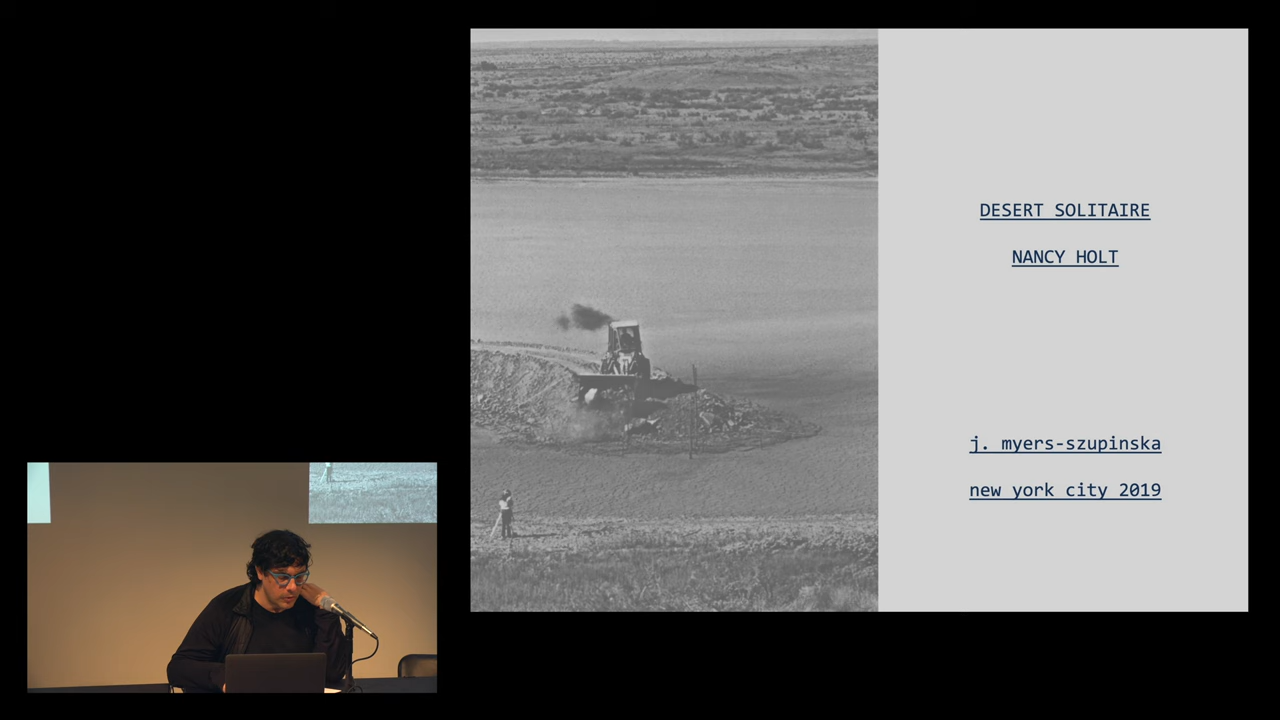 DESERT SOLITAIRE
NANCY HOLT
j. myers-szupinska
new york city 2019